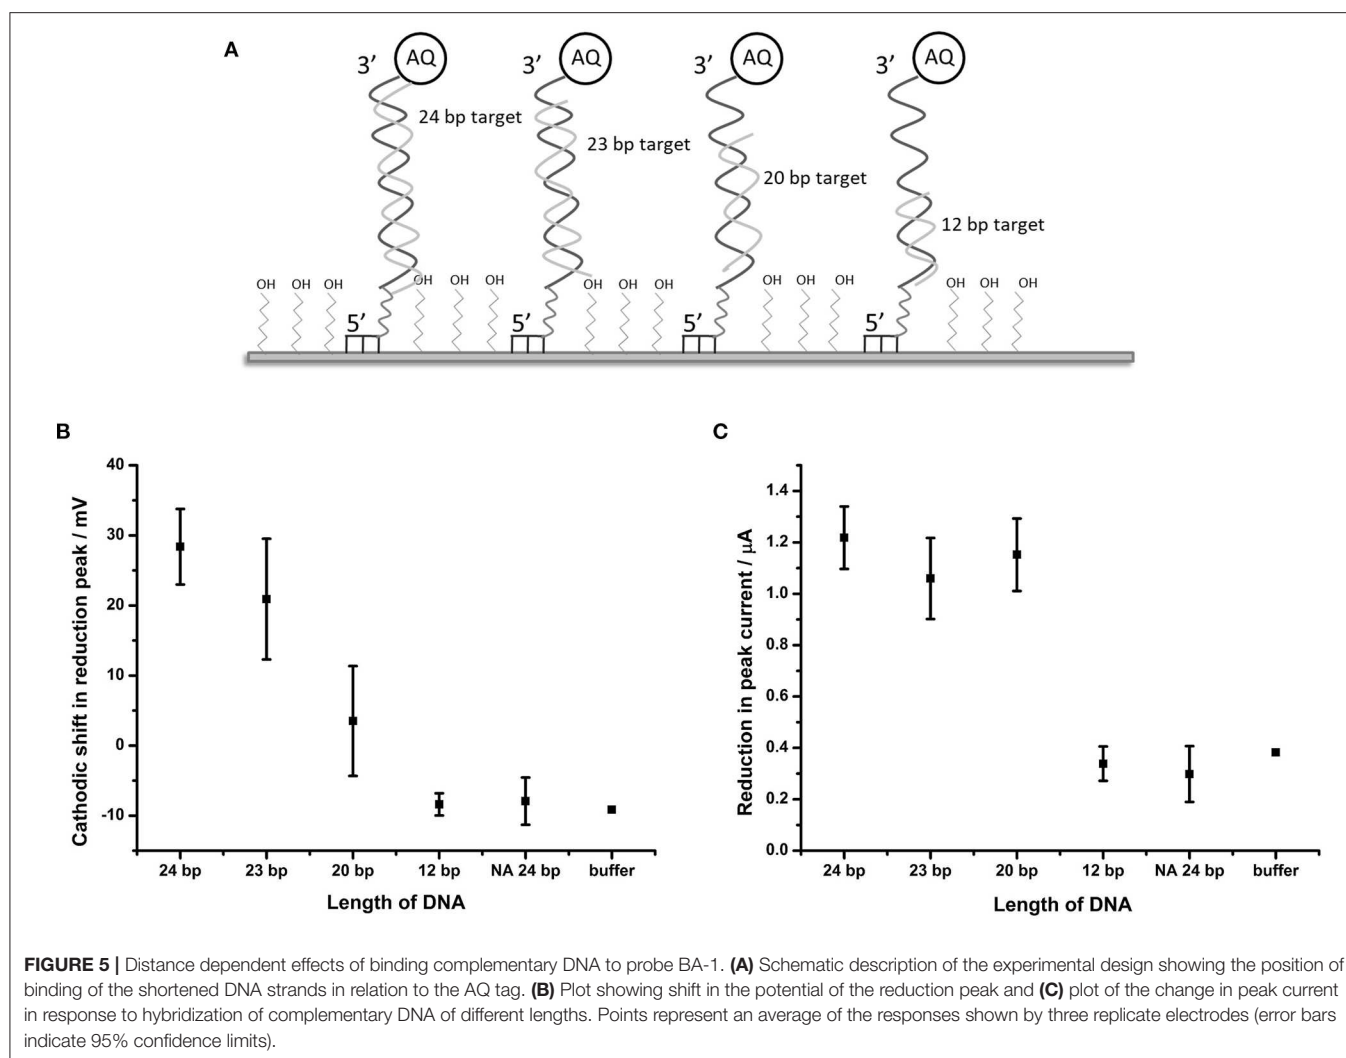 A
3’ AQ 3’ AQ 3’ AQ 3’ AQ
24 bp target
23 bp target
20 bp target
12 bp target
OH OH OH OH OH OH OH OH OH OH OH OH OH OH OH
5’ 5’ 5’ 5’
B
Cathodic shift in reduction peak / mV
40
30
20
10
0
-10
24 bp 23 bp 20 bp 12 bp NA 24 bp buffer
Length of DNA
C
Reduction in peak current / µA
1.4
1.2
1.0
0.8
0.6
0.4
0.2
0.0
24 bp 23 bp 20 bp 12 bp NA 24 bp buffer
Length of DNA
FIGURE 5 | Distance dependent effects of binding complementary DNA to probe BA-1. (A) Schematic description of the experimental design showing the position of
binding of the shortened DNA strands in relation to the AQ tag. (B) Plot showing shift in the potential of the reduction peak and (C) plot of the change in peak current
in response to hybridization of complementary DNA of different lengths. Points represent an average of the responses shown by three replicate electrodes (error bars
indicate 95% confidence limits).